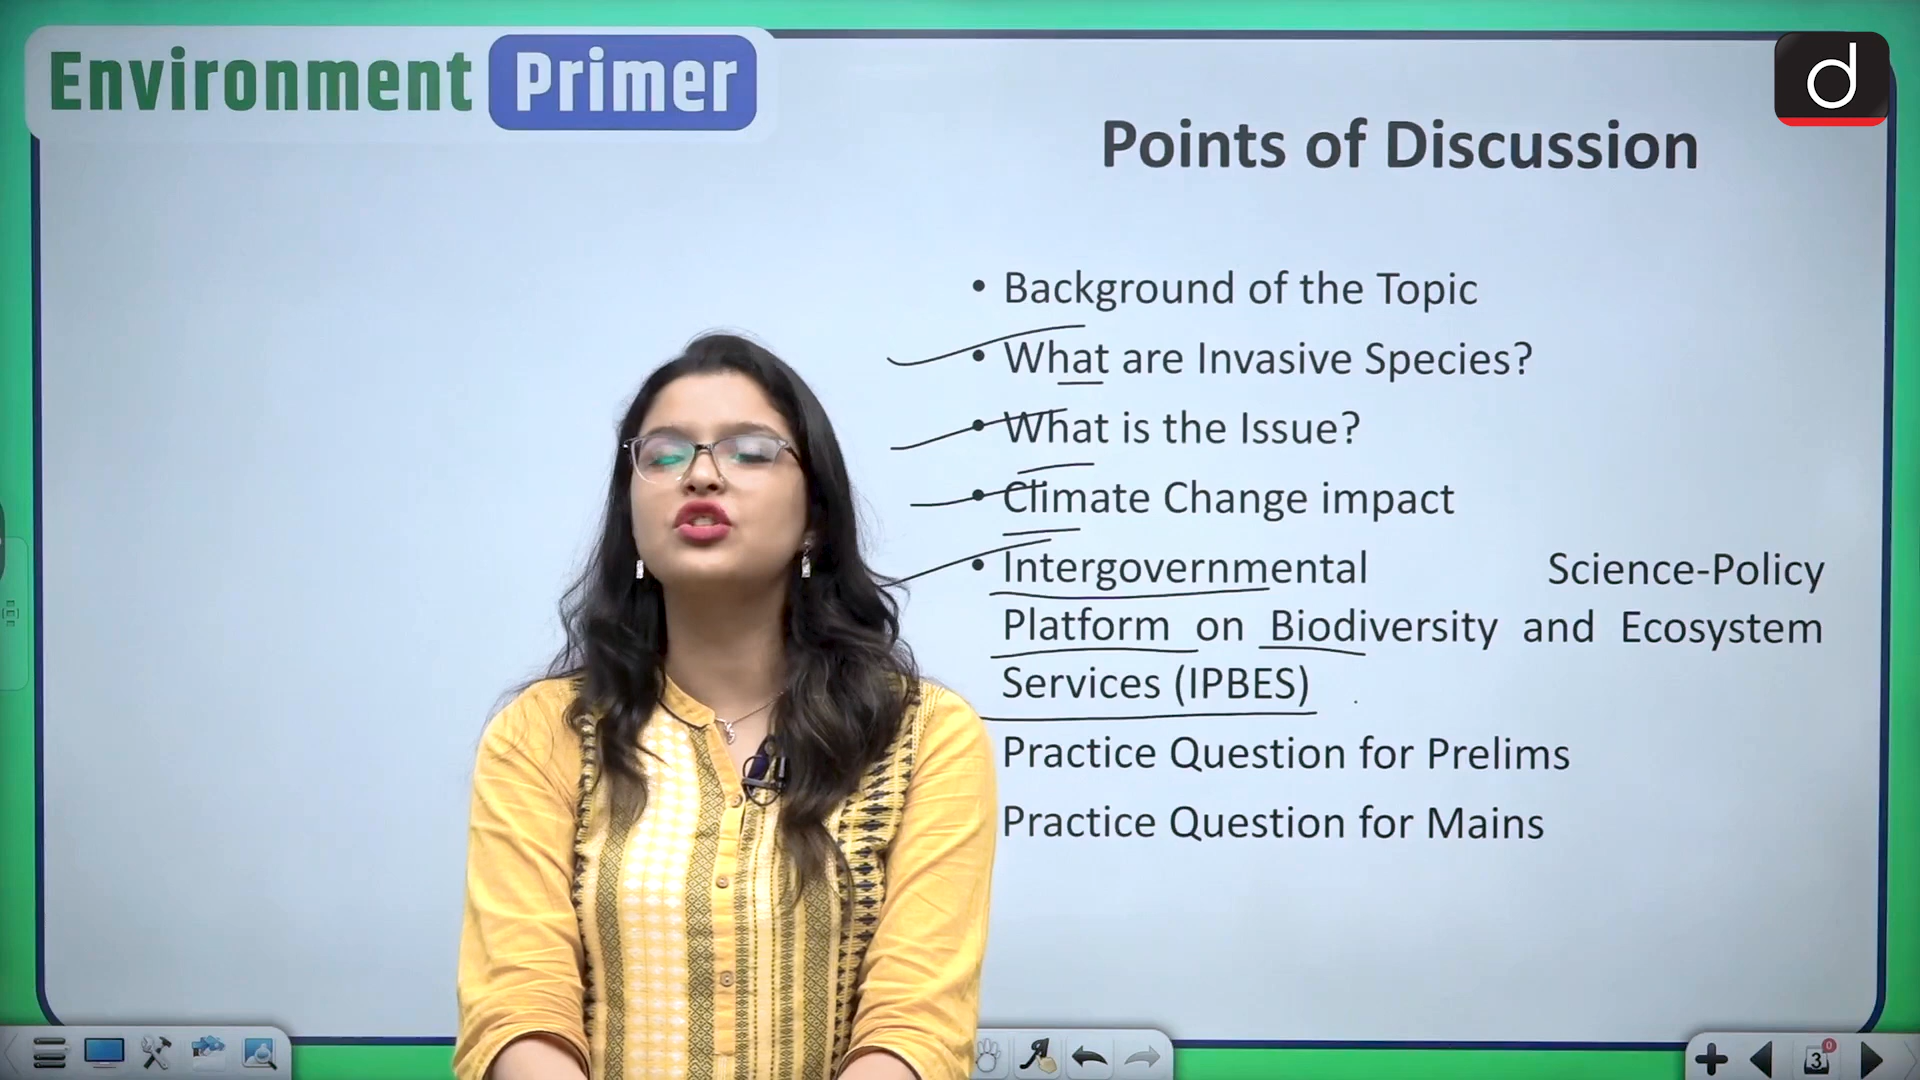 Environment Primer
d
Points of Discussion
• Background of the Topic
• What are Invasive Species?
• What is the Issue?
• Climate Change impact
• Intergovernmental Science-Policy
Platform on Biodiversity and Ecosystem
Services (IPBES)
Practice Question for Prelims
Practice Question for Mains
3
0